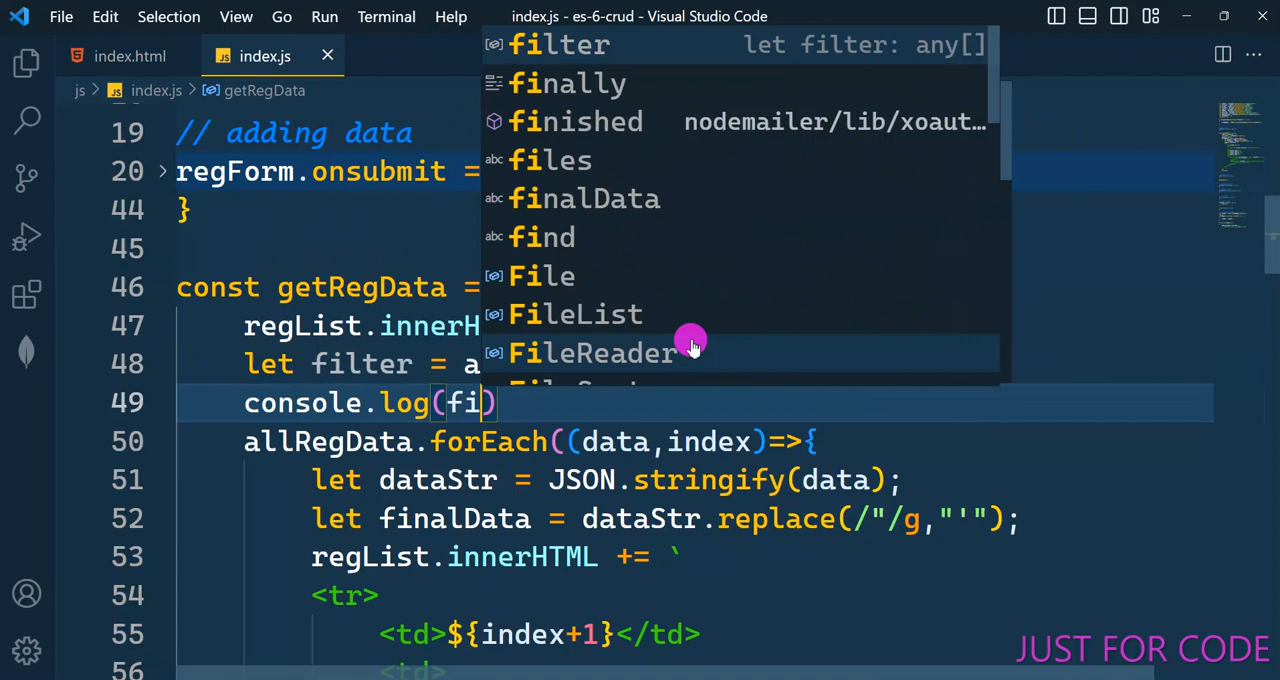 File Edit Selection View Go Run Terminal Help index.js - es-6-crud - Visual Studio Code
index.html index.js
js > index.js > getRegData
filter let filter: any[]
finally
finished nodemailer/lib/xoaut…
files
finalData
find
File
FileList
FileReader
19 // adding data
20 regForm.onsubmit =
44 }
45
46 const getRegData =
47 regList.innerH
48 let filter = a
49 console.log(fi)
50 allRegData.forEach((data,index)=>{
51 let dataStr = JSON.stringify(data);
52 let finalData = dataStr.replace(/"/g,"'");
53 regList.innerHTML += `
54 <tr>
55 <td>${index+1}</td>
56 <td>
JUST FOR CODE